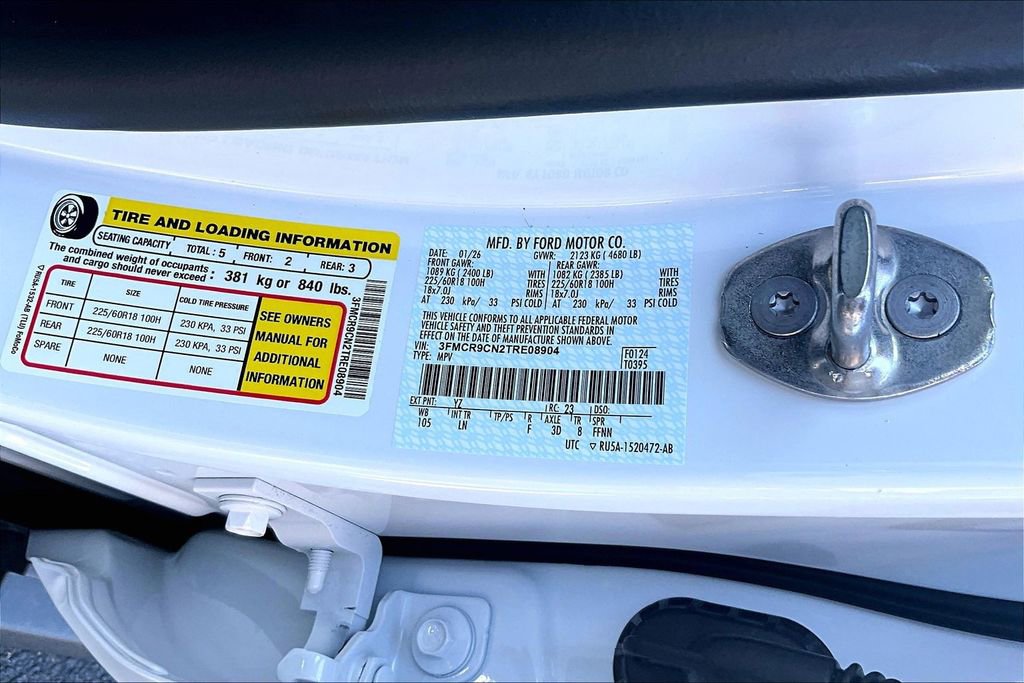 TIRE AND LOADING INFORMATION
SEATING CAPACITY TOTAL : 5 FRONT: 2 REAR: 3
The combined weight of occupants
and cargo should never exceed : 381 kg or 840 lbs.
TIRE SIZE COLD TIRE PRESSURE
FRONT 225/60R18 100H 230 KPA, 33 PSI
REAR 225/60R18 100H 230 KPA, 33 PSI
SPARE NONE NONE
SEE OWNERS
MANUAL FOR
ADDITIONAL
INFORMATION
3FMCR9CN2TRE08904
RU5A-1532-AB (TLU) FoMoCo
MFD. BY FORD MOTOR CO.
DATE: 01/26 GVWR: 2123 KG ( 4680 LB)
FRONT GAWR: REAR GAWR:
1089 KG ( 2400 LB) WITH 1082 KG ( 2385 LB) WITH
225/60R18 100H TIRES 225/60R18 100H TIRES
18x7.0J RIMS 18x7.0J RIMS
AT 230 kPa/ 33 PSI COLD AT 230 kPa/ 33 PSI COLD
THIS VEHICLE CONFORMS TO ALL APPLICABLE FEDERAL MOTOR
VEHICLE SAFETY AND THEFT PREVENTION STANDARDS IN
EFFECT ON THE DATE OF MANUFACTURE SHOWN ABOVE.
VIN: 3FMCR9CN2TRE08904 F0124
TYPE: MPV T0395
EXT PNT: YZ RC: 23 DSO:
WB INT TR TP/PS R AXLE TR SPR
105 LN F 3D 8 FFNN
UTC ▽ RU5A-1520472-AB